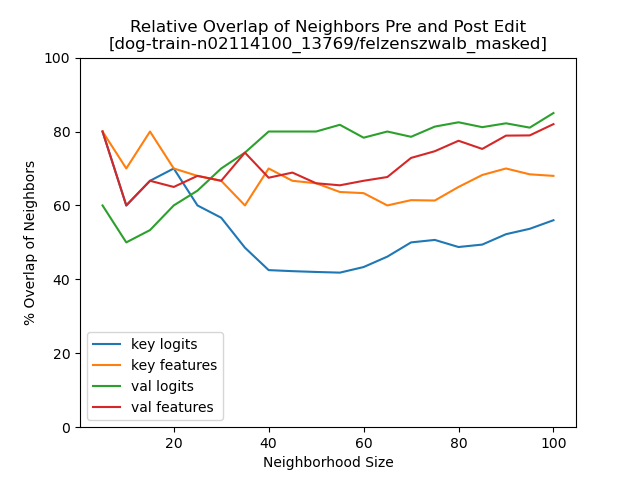 Relative Overlap of Neighbors Pre and Post Edit
[dog-train-n02114100_13769/felzenszwalb_masked]
% Overlap of Neighbors
100
80
60
40
20
0
key logits
key features
val logits
val features
20
40
60
80
100
Neighborhood Size